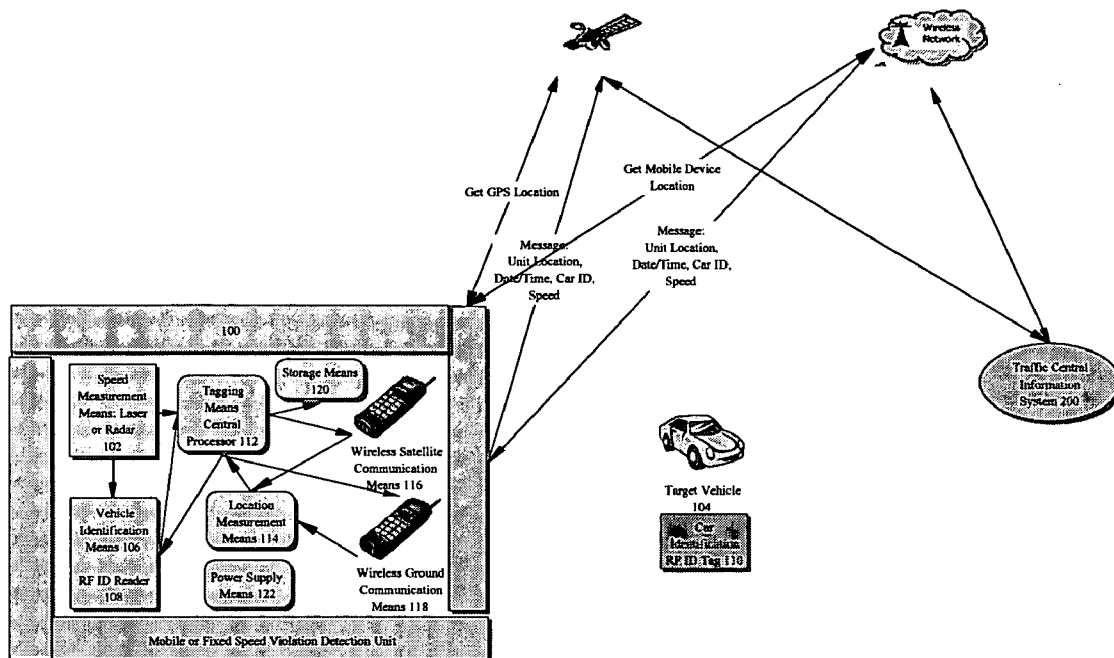 Wireless
Network
Get GPS Location
Get Mobile Device
Location
Message:
Unit Location,
Date/Time, Car ID,
Speed
Message:
Unit Location,
Date/Time, Car ID,
Speed
100
Speed
Measurement
Means: Laser
or Radar
102
Tagging
Means
Central
Processor 112
Storage Means
120
Wireless Satellite
Communication
Means 116
Vehicle
Identification
Means 106
RF ID Reader
108
Location
Measurement
Means 114
Power Supply
Means 122
Wireless Ground
Communication
Means 118
Mobile or Fixed Speed Violation Detection Unit
Target Vehicle
104
Car
Identification
RF ID Tag 110
Traffic Central
Information
System 200